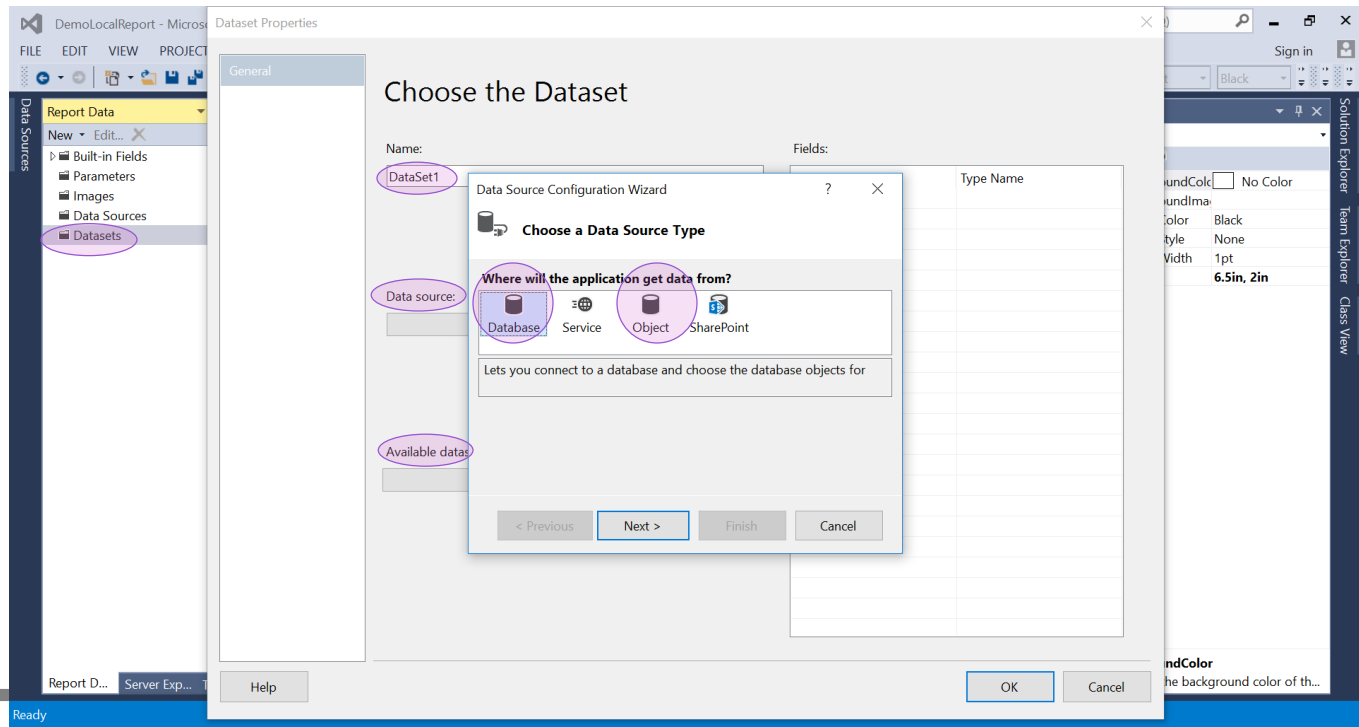 DemoLocalReport - Micros
Dataset Properties
FILE EDIT VIEW PROJECT
Sign in
General
Choose the Dataset
Black
Data Sources
Report Data
New Edit...
Built-in Fields
Parameters
Images
Data Sources
Datasets
Name:
DataSet1
Fields:
Type Name
Data Source Configuration Wizard ?
Choose a Data Source Type
Where will the application get data from?
Database Service Object SharePoint
Lets you connect to a database and choose the database objects for
< Previous Next > Finish Cancel
Data source:
Available datas
No Color
Color Black
Style None
Width 1pt
6.5in, 2in
Solution Explorer
Team Explorer
Class View
ndColor
he background color of th...
Report D... Server Exp... T
Help
OK Cancel
Ready